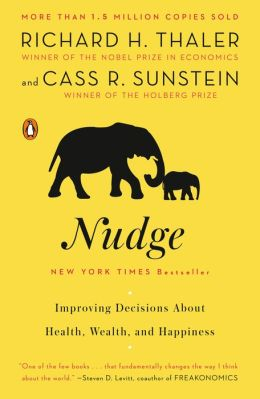 MORE THAN 1.5 MILLION COPIES SOLD
RICHARD H. THALER
WINNER OF THE NOBEL PRIZE IN ECONOMICS
and CASS R. SUNSTEIN
WINNER OF THE HOLBERG PRIZE
Nudge
NEW YORK TIMES Bestseller
Improving Decisions About
Health, Wealth, and Happiness
"One of the few books . . . that fundamentally changes the way I think
about the world." —Steven D. Levitt, coauthor of FREAKONOMICS